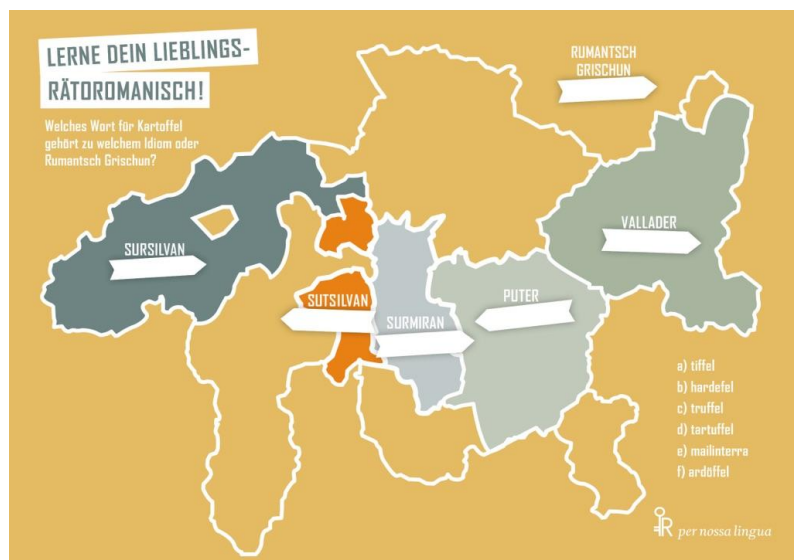 LERNE DEIN LIEBLINGS-
RÄTOROMANISCH!
Welches Wort für Kartoffel
gehört zu welchem Idiom oder
Rumantsch Grischun?
RUMANTSCH
GRISCHUN
VALLADER
SURSILVAN
SUTSILVAN
SURMIRAN
PUTER
a) tiffel
b) hardefel
c) truffel
d) tartuffel
e) mailinterra
f) ardöffel
per nossa lingua